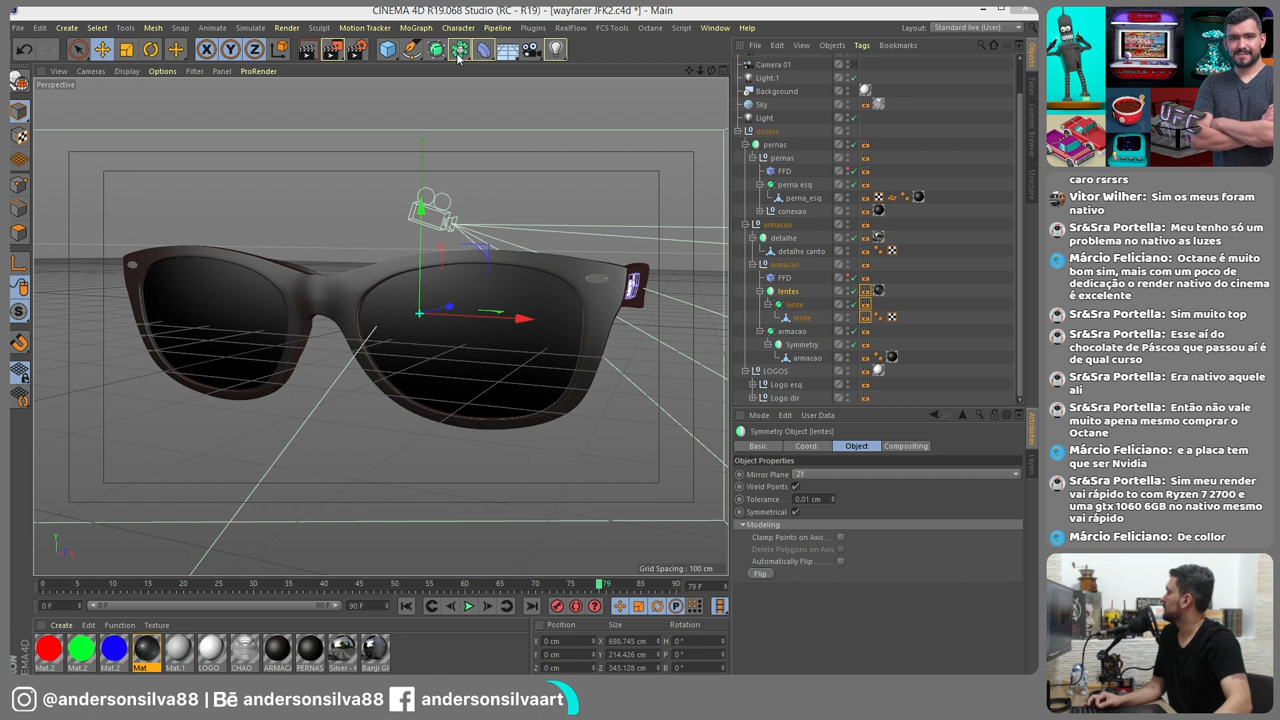 CINEMA 4D R19.068 Studio (RC - R19) - [wayfarer JFK2.c4d *] - Main
File Edit Create Select Tools Mesh Snap Animate Simulate Render Sculpt Motion Tracker MoGraph Character Pipeline Plugins RealFlow FCS Tools Octane Script Window Help
Layout: Standard live (User)
View Cameras Display Options Filter Panel ProRender
Perspective
Grid Spacing : 100 cm
File Edit View Objects Tags Bookmarks
Camera 01
Light.1
Background
Sky
Light
oculos
pernas
pernas
FFD
perna esq
perna_esq
conexao
armacao
detalhe
detalhe canto
armacao
FFD
lentes
lente
lente
armacao
Symmetry
armacao
LOGOS
Logo esq
Logo dir
Objects
Takes
Content Browser
Structure
Mode Edit User Data
Symmetry Object [lentes]
Basic Coord. Object Compositing
Object Properties
Mirror Plane ZY
Weld Points
Tolerance . . 0.01 cm
Symmetrical
Modeling
Clamp Points on Axis . . .
Delete Polygons on Axis
Automatically Flip . . . . .
Flip
Attributes
Layers
0 5 10 15 20 25 30 35 40 45 50 55 60 65 70 75 79 85 90 79 F
0 F 0 F 90 F 90 F
Create Edit Function Texture
Mat.2 Mat.2 Mat.2 Mat Mat.1 LOGO CHAO ARMAC PERNAS Silver - Banji Gl
Position Size Rotation
X 0 cm X 698.745 cm H 0 °
Y 0 cm Y 214.426 cm P 0 °
Z 0 cm Z 343.128 cm B 0 °
UFC
caro rsrsrs
Vitor Wilher: Sim os meus foram
nativo
Sr&Sra Portella: Meu tenho só um
problema no nativo as luzes
Márcio Feliciano: Octane é muito
bom sim, mais com um poco de
dedicação o render nativo do cinema
é excelente
Sr&Sra Portella: Sim muito top
Sr&Sra Portella: Esse aí do
chocolate de Páscoa que passou aí é
de qual curso
Sr&Sra Portella: Era nativo aquele
ali
Sr&Sra Portella: Então não vale
muito apena mesmo comprar o
Octane
Márcio Feliciano: e a placa tem
que ser Nvidia
Sr&Sra Portella: Sim meu render
vai rápido to com Ryzen 7 2700 e
uma gtx 1060 6GB no nativo mesmo
vai rápido
Márcio Feliciano: De collor
@andersonsilva88 | Bē andersonsilva88 f andersonsilvaart